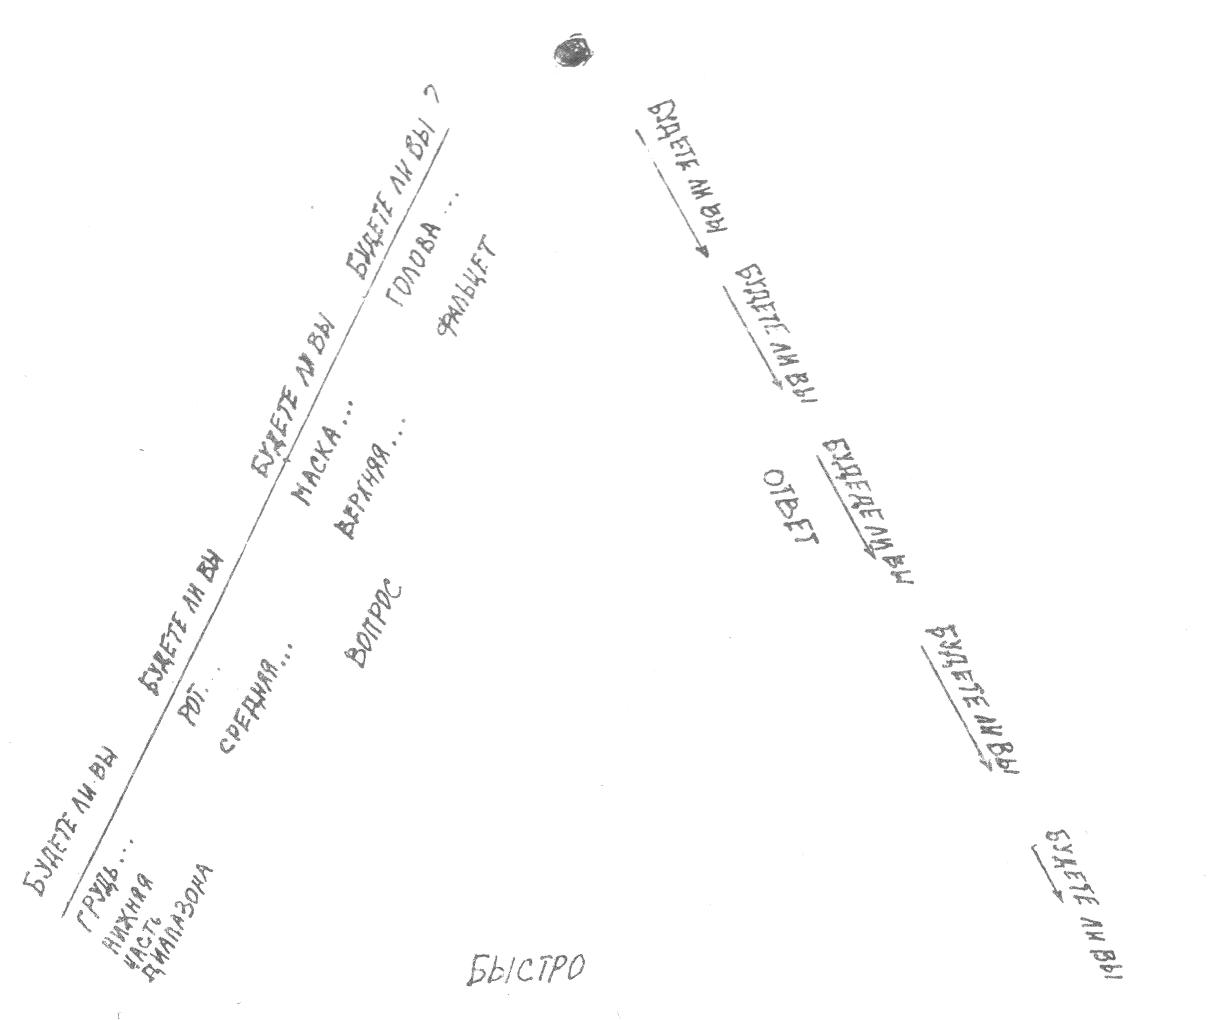 БУДЕТЕ ЛИ ВЫ
БУДЕТЕ ЛИ ВЫ
БУДЕТЕ ЛИ ВЫ
БУДЕТЕ ЛИ ВЫ ?
ГРУДЬ...
НИЖНЯЯ
ЧАСТЬ
ДИАПАЗОНА
РОТ...
СРЕДНЯЯ...
МАСКА...
ВЕРХНЯЯ...
ГОЛОВА...
ФАЛЬЦЕТ
ВОПРОС
БУДЕТЕ ЛИ ВЫ
БУДЕТЕ ЛИ ВЫ
БУДЕТЕ ЛИ ВЫ
БУДЕТЕ ЛИ ВЫ
БУДЕТЕ ЛИ ВЫ
ОТВЕТ
БЫСТРО